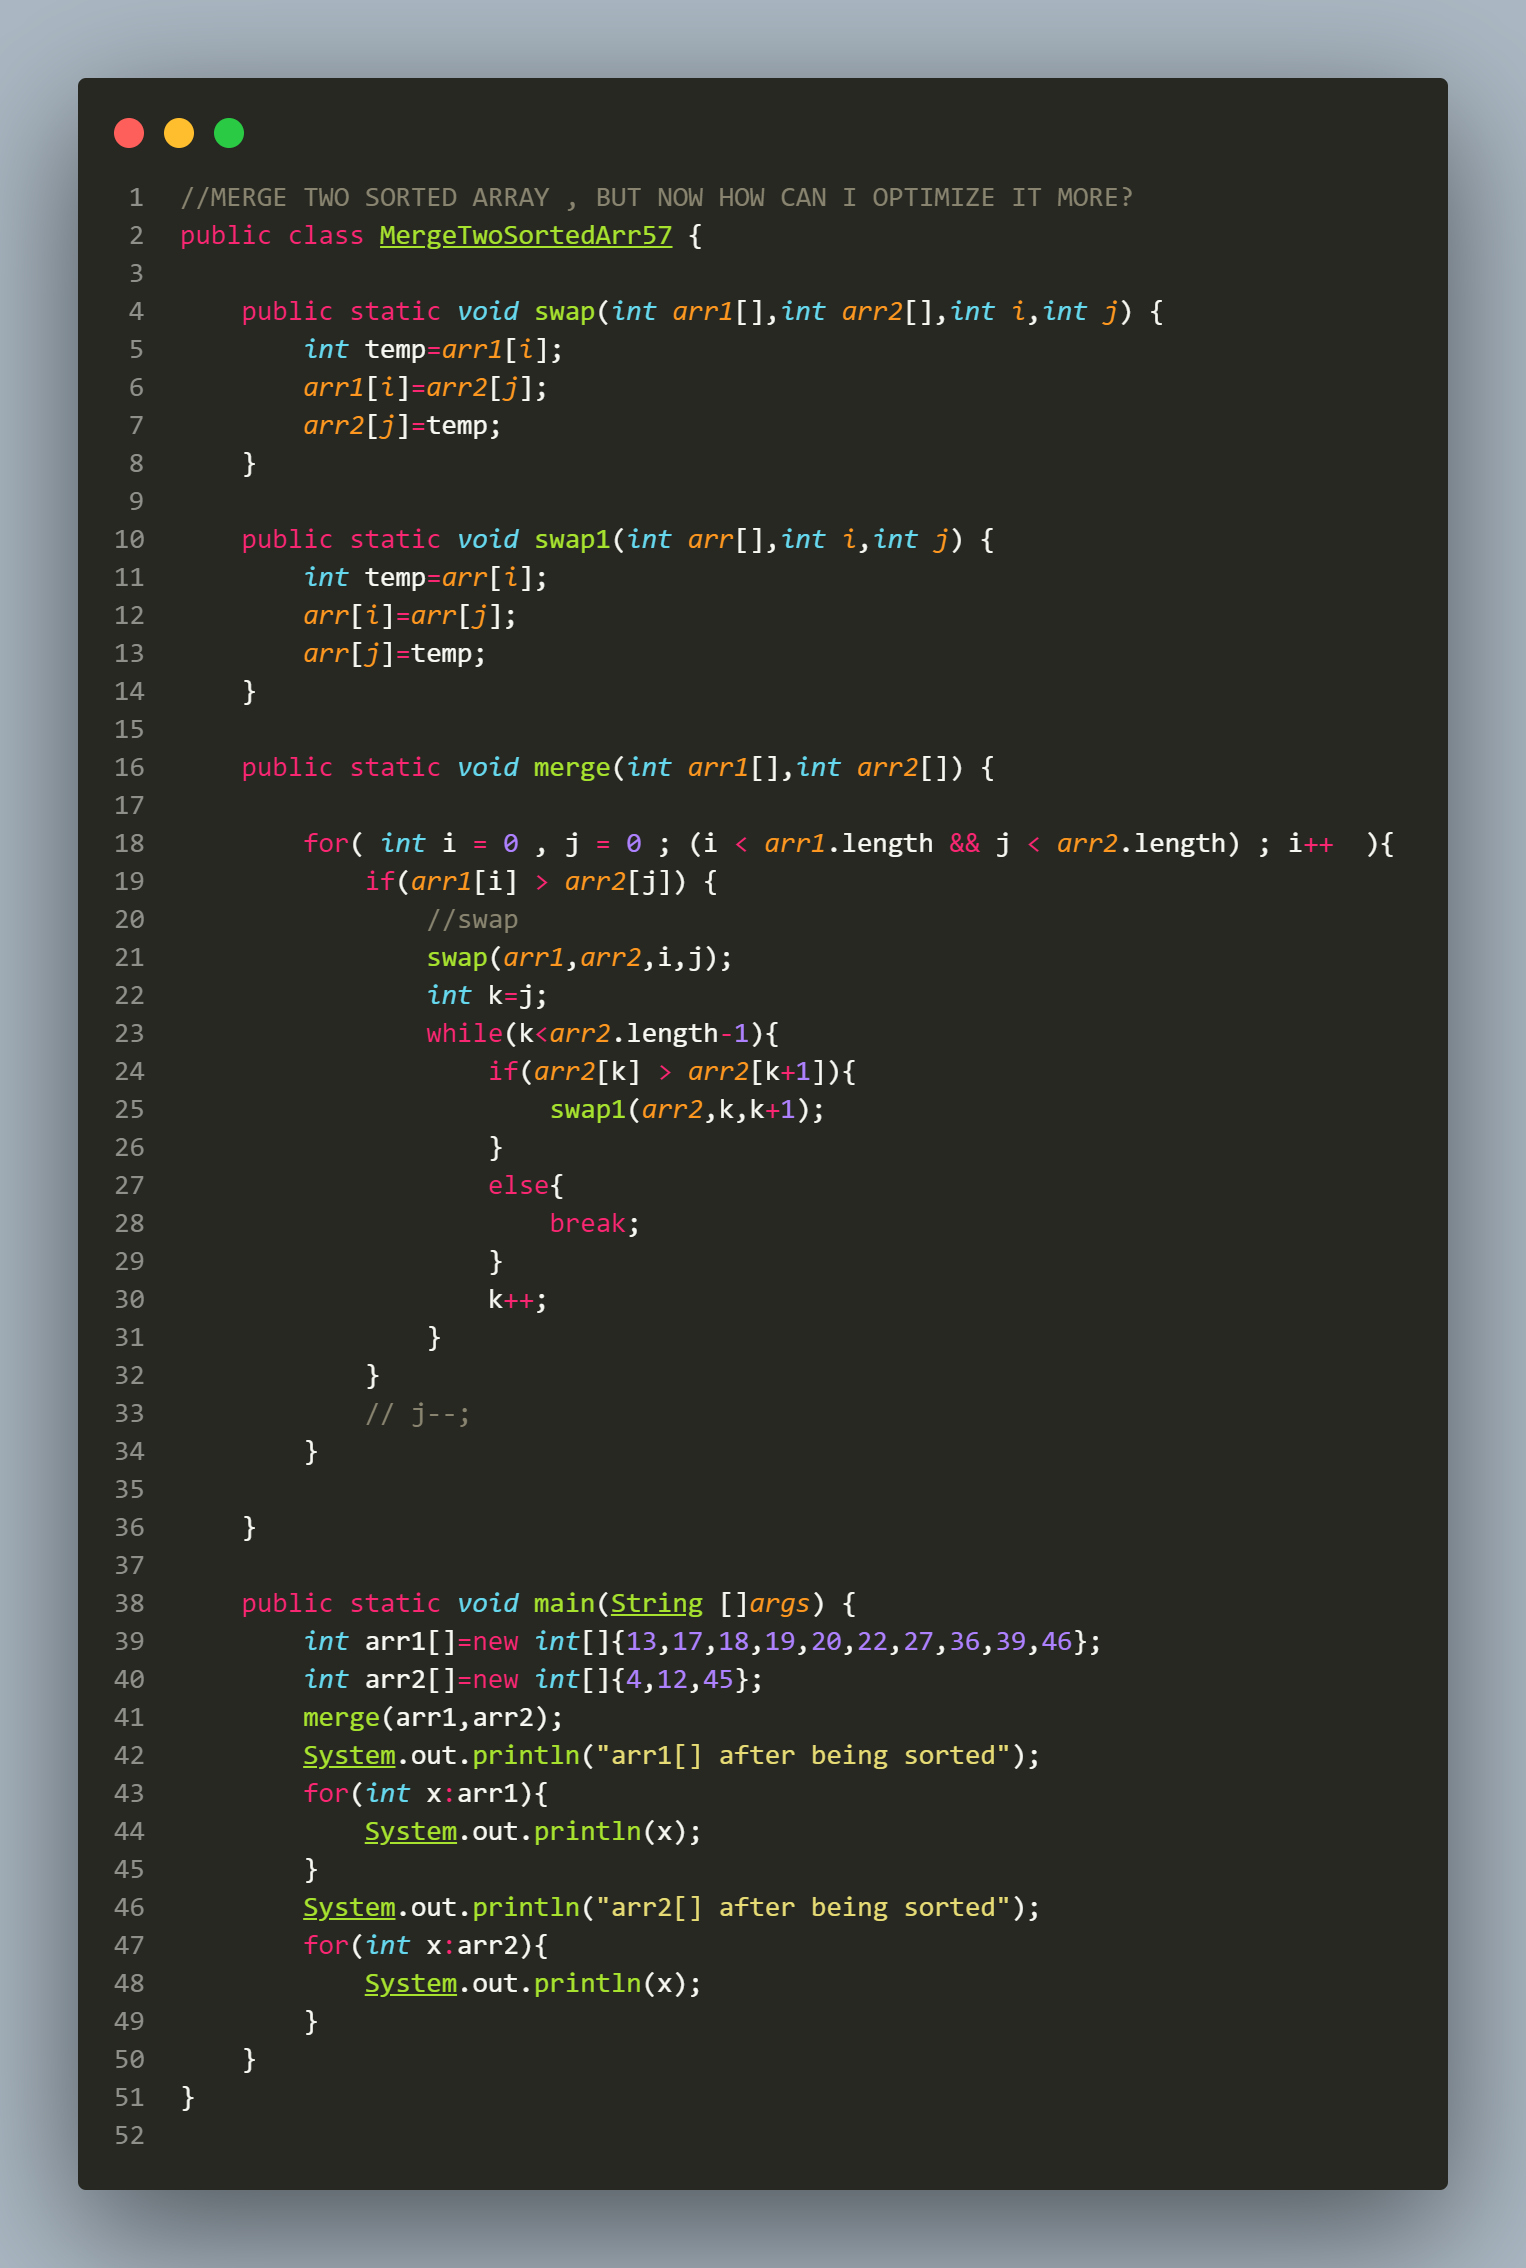 1 //MERGE TWO SORTED ARRAY , BUT NOW HOW CAN I OPTIMIZE IT MORE?
2 public class MergeTwoSortedArr57 {
3
4     public static void swap(int arr1[],int arr2[],int i,int j) {
5         int temp=arr1[i];
6         arr1[i]=arr2[j];
7         arr2[j]=temp;
8     }
9
10     public static void swap1(int arr[],int i,int j) {
11         int temp=arr[i];
12         arr[i]=arr[j];
13         arr[j]=temp;
14     }
15
16     public static void merge(int arr1[],int arr2[]) {
17
18         for( int i = 0 , j = 0 ; (i < arr1.length && j < arr2.length) ; i++  ){
19             if(arr1[i] > arr2[j]) {
20                 //swap
21                 swap(arr1,arr2,i,j);
22                 int k=j;
23                 while(k<arr2.length-1){
24                     if(arr2[k] > arr2[k+1]){
25                         swap1(arr2,k,k+1);
26                     }
27                     else{
28                         break;
29                     }
30                     k++;
31                 }
32             }
33             // j--;
34         }
35
36     }
37
38     public static void main(String []args) {
39         int arr1[]=new int[]{13,17,18,19,20,22,27,36,39,46};
40         int arr2[]=new int[]{4,12,45};
41         merge(arr1,arr2);
42         System.out.println("arr1[] after being sorted");
43         for(int x:arr1){
44             System.out.println(x);
45         }
46         System.out.println("arr2[] after being sorted");
47         for(int x:arr2){
48             System.out.println(x);
49         }
50     }
51 }
52